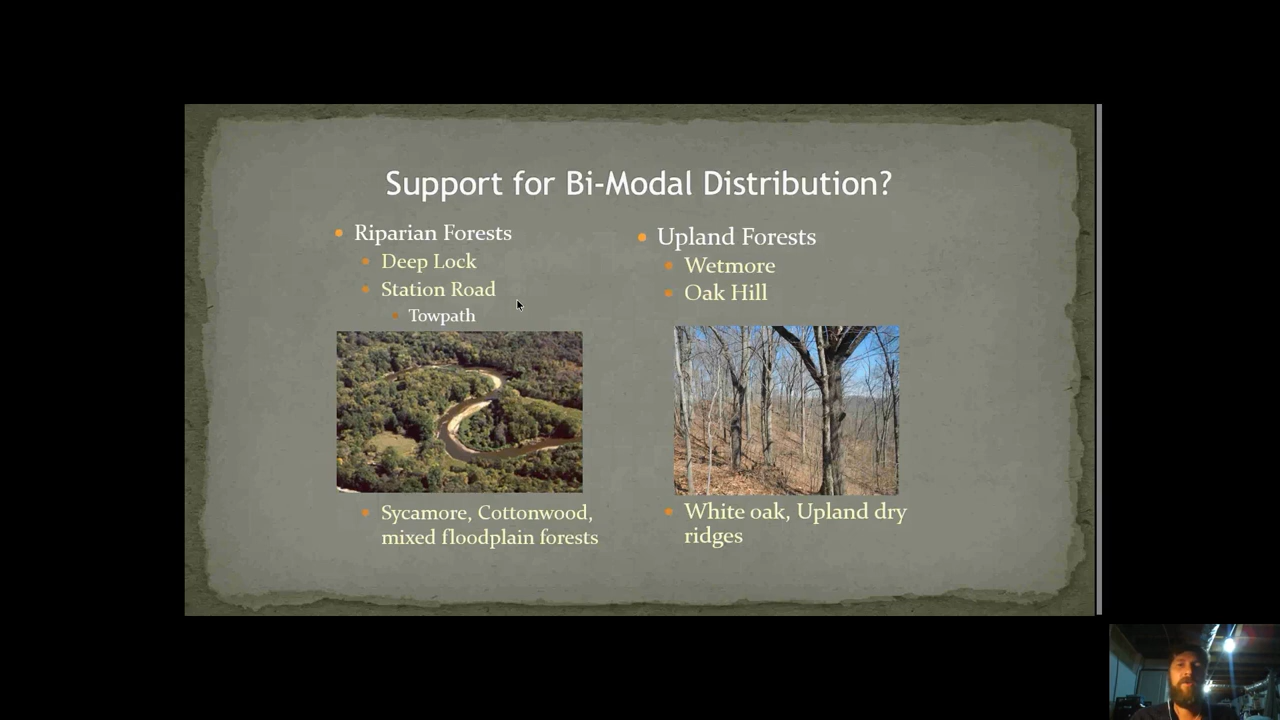 Support for Bi-Modal Distribution?
Riparian Forests
Deep Lock
Station Road
Towpath
Sycamore, Cottonwood,
mixed floodplain forests
Upland Forests
Wetmore
Oak Hill
White oak, Upland dry
ridges